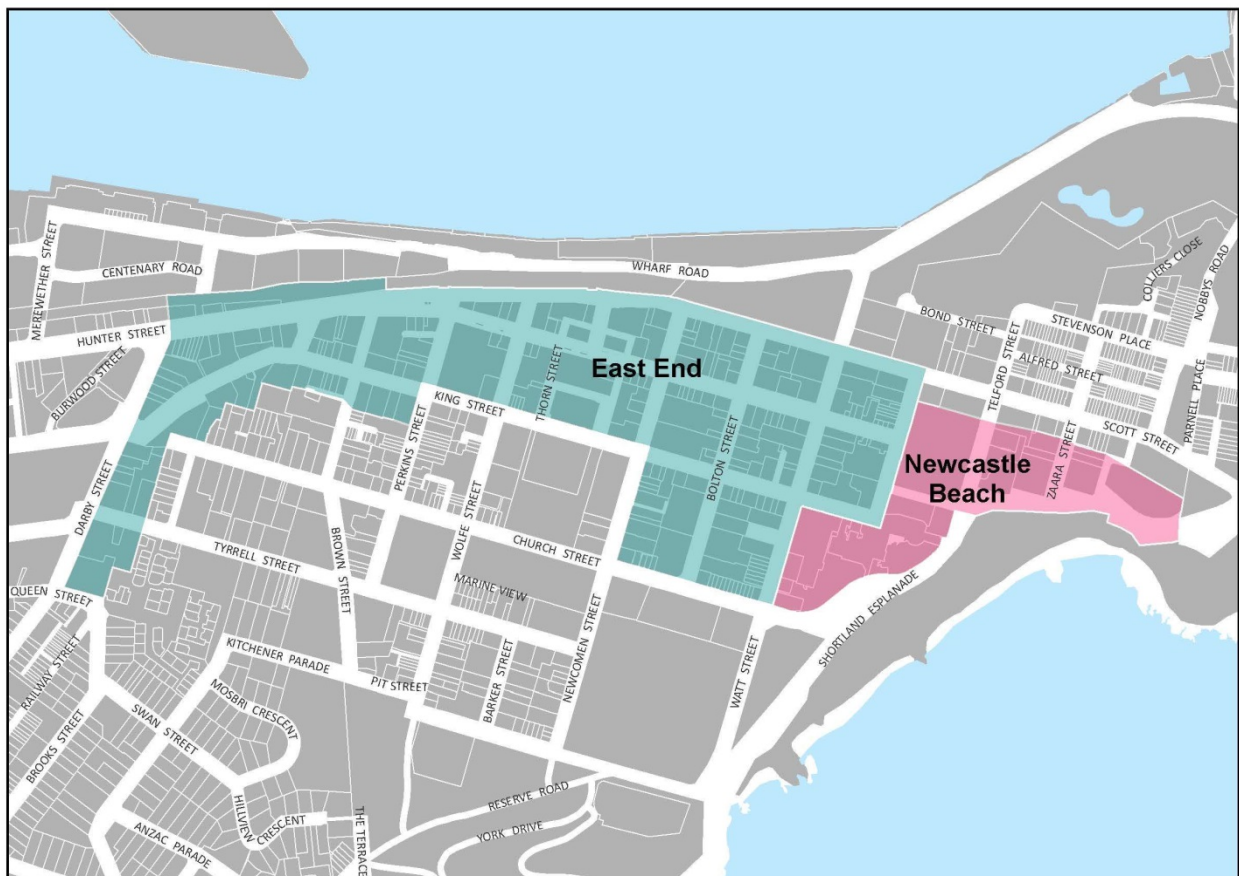 COLLIERS CLOSE
NOBBYS ROAD
MEREWETHER STREET
CENTENARY ROAD
WHARF ROAD
BOND STREET
STEVENSON PLACE
HUNTER STREET
TELFORD STREET
ALFRED STREET
PARNELL PLACE
BURWOOD STREET
THORN STREET
East End
KING STREET
SCOTT STREET
PERKINS STREET
BOLTON STREET
Newcastle
Beach
ZAARA STREET
DARBY STREET
WOLFE STREET
BROWN STREET
CHURCH STREET
TYRRELL STREET
MARINE VIEW
QUEEN STREET
SHORTLAND ESPLANADE
KITCHENER PARADE
NEWCOMEN STREET
WATT STREET
RAILWAY STREET
PIT STREET
BARKER STREET
MOSBRI CRESCENT
SWAN STREET
BROOKS STREET
RESERVE ROAD
HILLVIEW
CRESCENT
YORK DRIVE
ANZAC PARADE
THE TERRACE